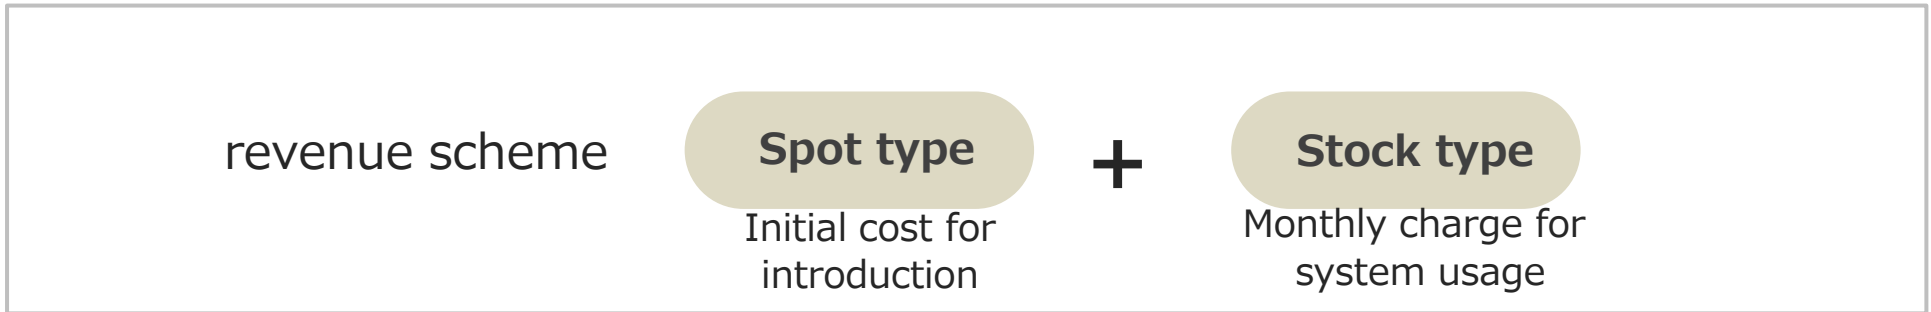 revenue scheme
Spot type
+
Stock type
Initial cost for
introduction
Monthly charge for
system usage